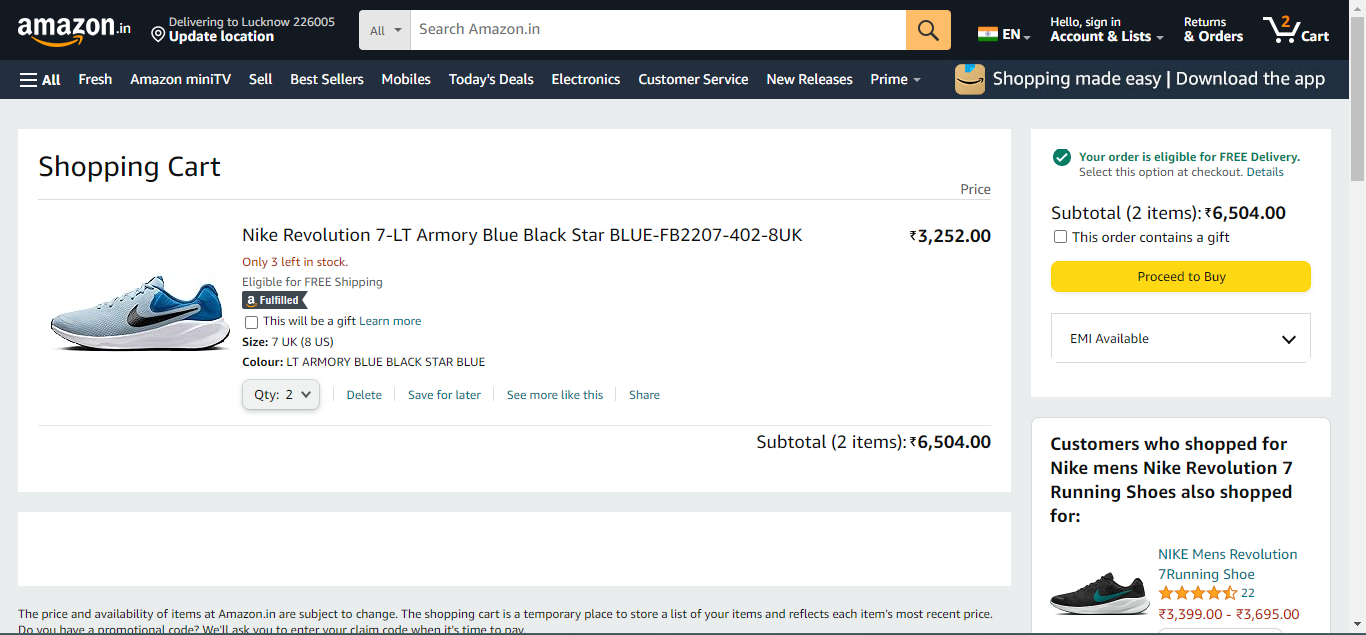 amazon.in
Delivering to Lucknow 226005
Update location
All
Search Amazon.in
EN
Hello, sign in
Account & Lists
Returns
& Orders
2
Cart
All Fresh Amazon miniTV Sell Best Sellers Mobiles Today's Deals Electronics Customer Service New Releases Prime
Shopping made easy | Download the app
Shopping Cart
Price
Nike Revolution 7-LT Armory Blue Black Star BLUE-FB2207-402-8UK
₹3,252.00
Only 3 left in stock.
Eligible for FREE Shipping
a Fulfilled
This will be a gift Learn more
Size: 7 UK (8 US)
Colour: LT ARMORY BLUE BLACK STAR BLUE
Qty: 2 Delete Save for later See more like this Share
Subtotal (2 items): ₹6,504.00
Your order is eligible for FREE Delivery.
Select this option at checkout. Details
Subtotal (2 items): ₹6,504.00
This order contains a gift
Proceed to Buy
EMI Available
Customers who shopped for
Nike mens Nike Revolution 7
Running Shoes also shopped
for:
NIKE Mens Revolution
7Running Shoe
22
₹3,399.00 - ₹3,695.00
The price and availability of items at Amazon.in are subject to change. The shopping cart is a temporary place to store a list of your items and reflects each item's most recent price.
Do you have a promotional code? We'll ask you to enter your claim code when it's time to pay.